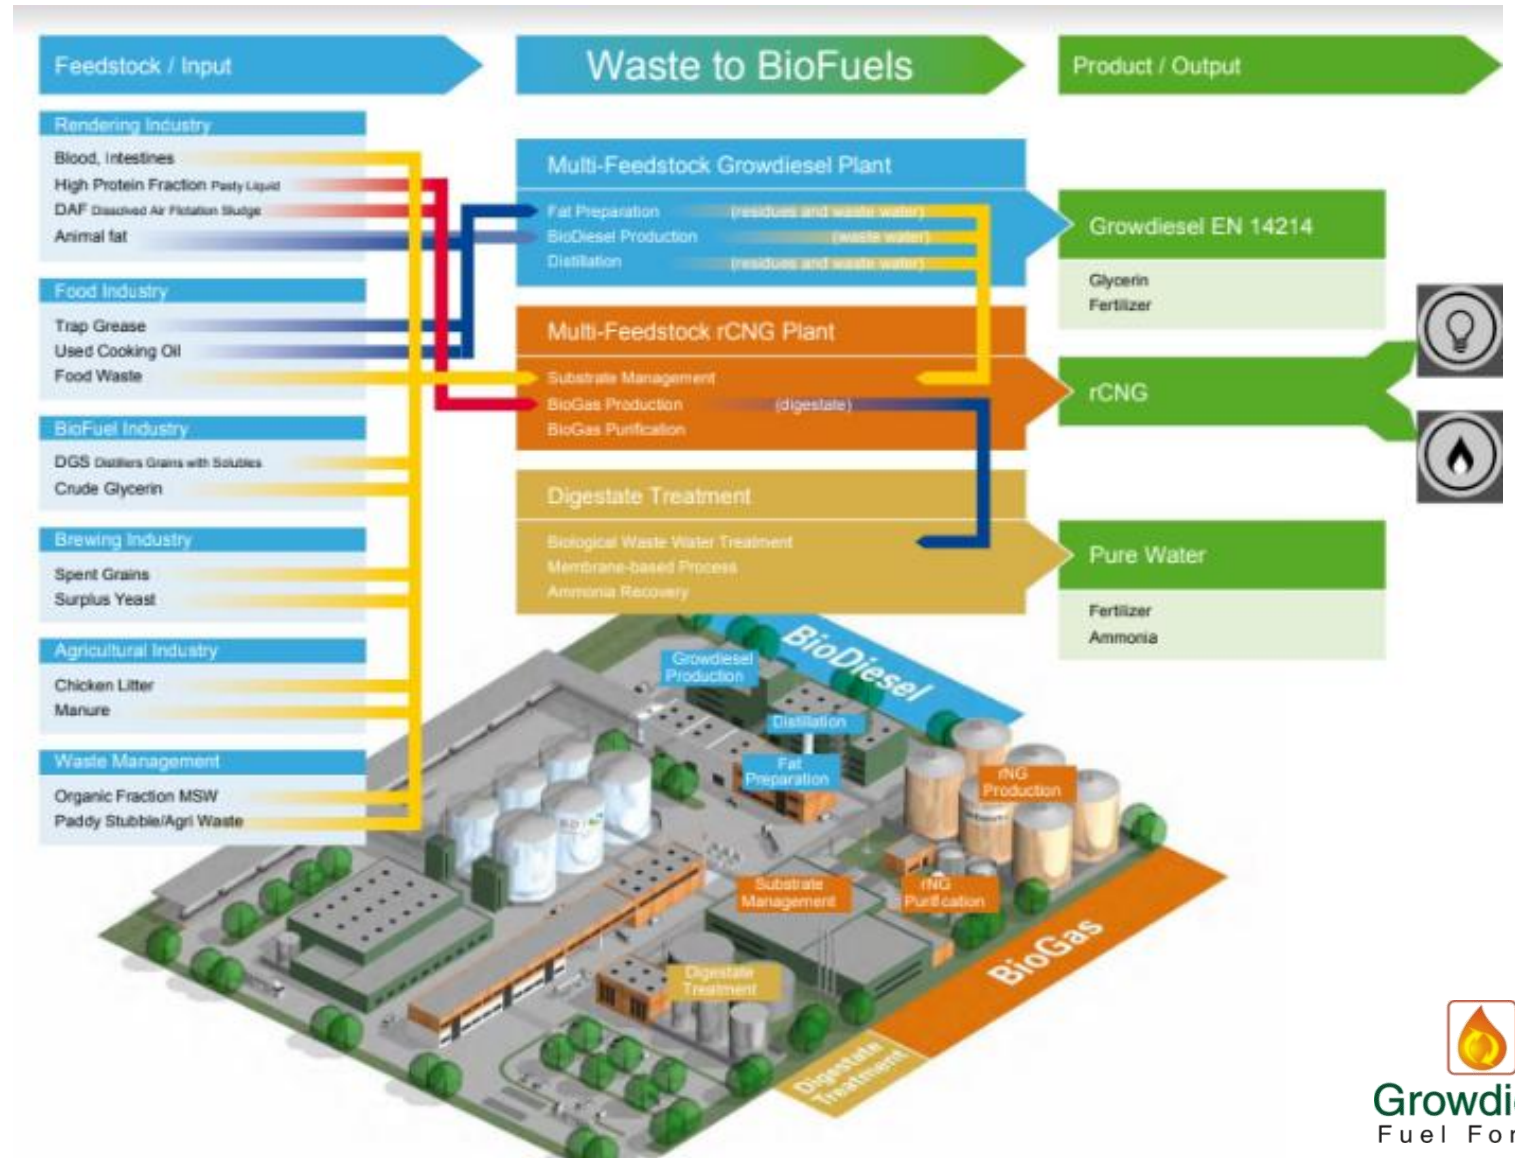 Feedstock / Input
Waste to BioFuels
Product / Output
Rendering Industry
Blood, Intestines
High Protein Fraction Pasty Liquid
DAF Dissolved Air Flotation Sludge
Animal fat
Food Industry
Trap Grease
Used Cooking Oil
Food Waste
BioFuel Industry
DGS Distillers Grains with Solubles
Crude Glycerin
Brewing Industry
Spent Grains
Surplus Yeast
Agricultural Industry
Chicken Litter
Manure
Waste Management
Organic Fraction MSW
Paddy Stubble/Agri Waste
Multi-Feedstock Growdiesel Plant
Fat Preparation (residues and waste water)
BioDiesel Production (waste water)
Distillation (residues and waste water)
Multi-Feedstock rCNG Plant
Substrate Management
BioGas Production (digestate)
BioGas Purification
Digestate Treatment
Biological Waste Water Treatment
Membrane-based Process
Ammonia Recovery
Growdiesel EN 14214
Glycerin
Fertilizer
rCNG
Pure Water
Fertilizer
Ammonia
BioDiesel
Growdiesel
Production
Distillation
Fat
Preparation
rNG
Production
Substrate
Management
rNG
Purification
Digestate
Treatment
BioGas
Digestate
Treatment
Growdi
Fuel For